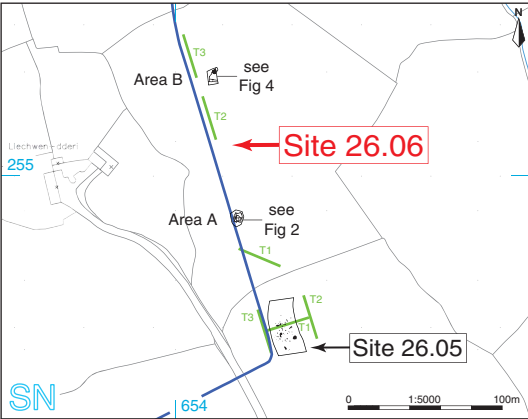 N
T3
Area B
see
Fig 4
T2
Site 26.06
Llechwen-dderi
255
Area A
see
Fig 2
T1
T2
T3
T1
Site 26.05
SN
654
0 1:5000 100m